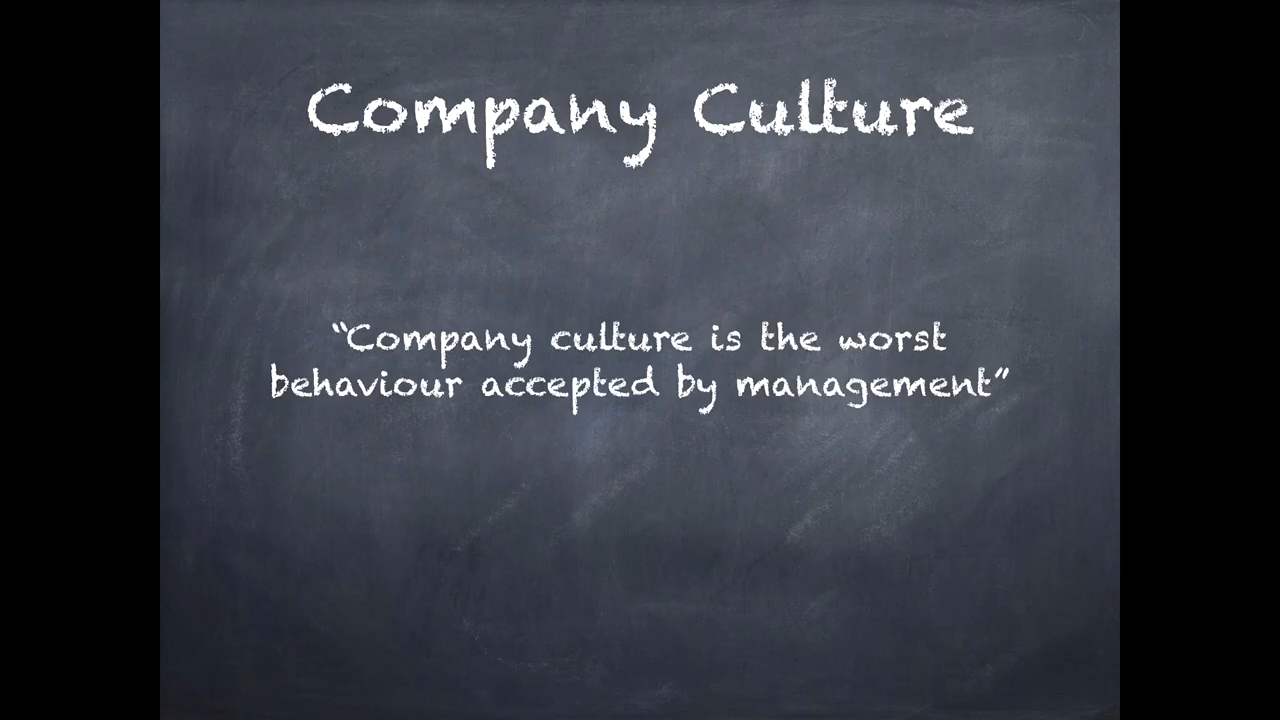 Company Culture
“Company culture is the worst
behaviour accepted by management”